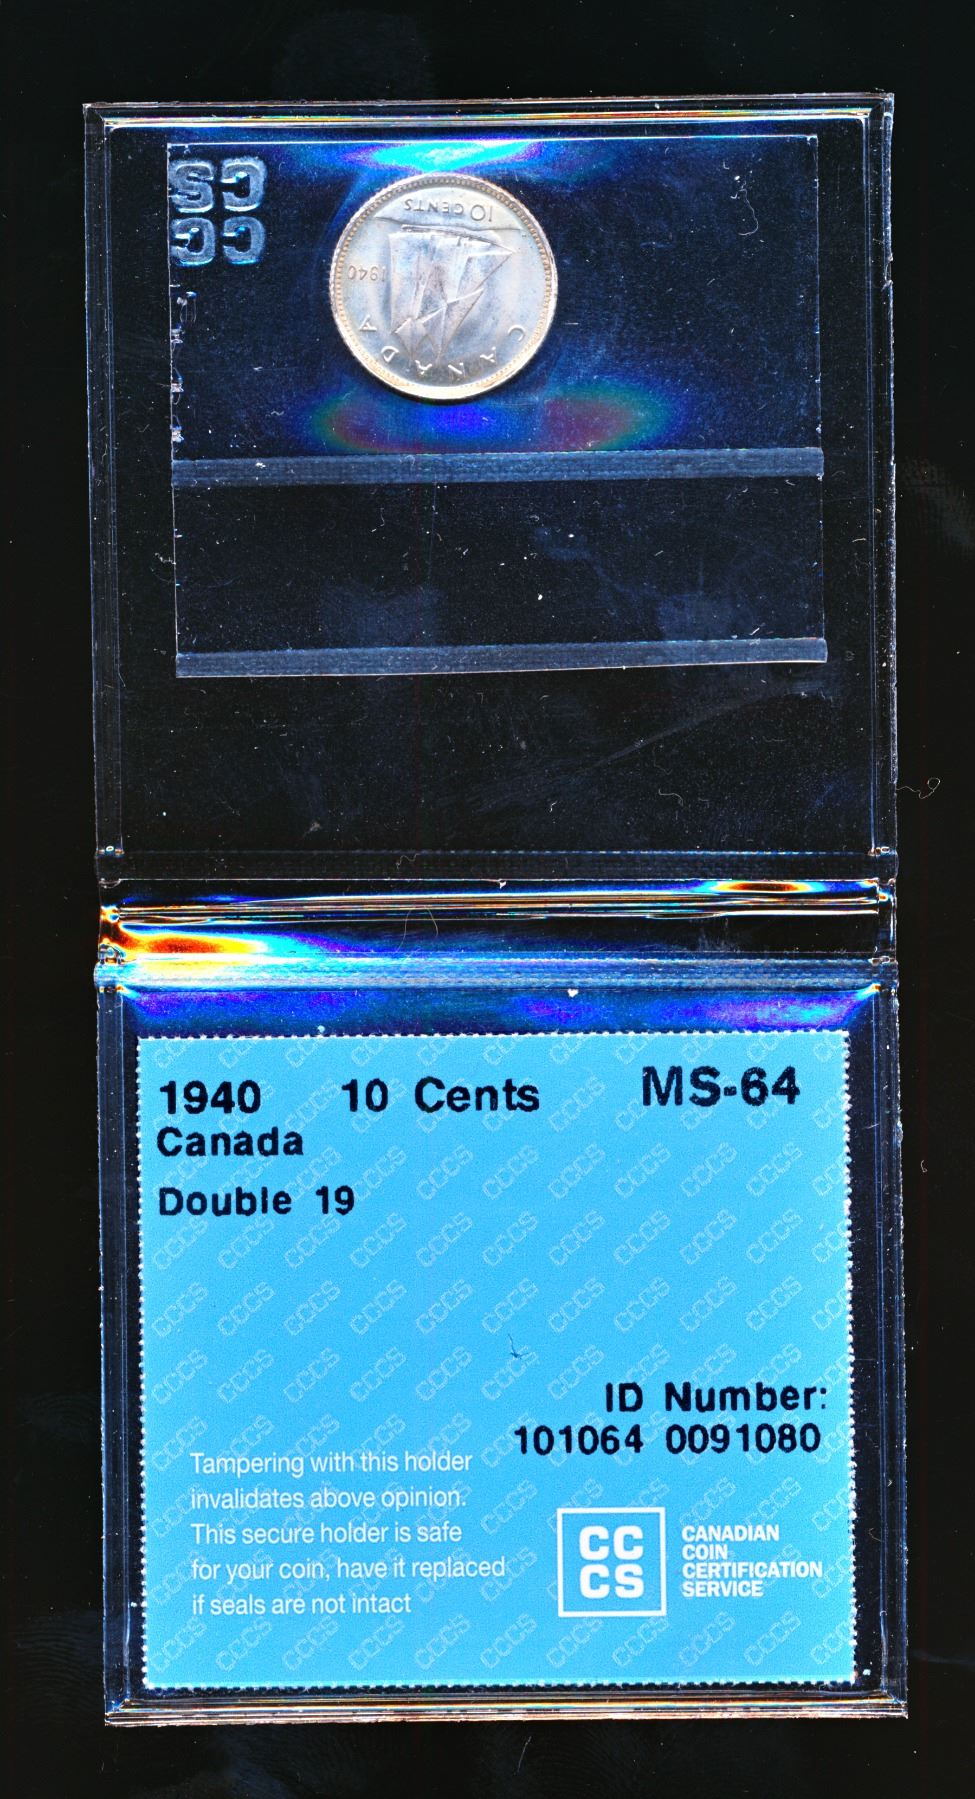 CC
CS
10 CENTS
1940
CANADA
1940 10 Cents MS-64
Canada
Double 19
ID Number:
101064 0091080
Tampering with this holder
invalidates above opinion.
This secure holder is safe
for your coin, have it replaced
if seals are not intact
CC
CS
CANADIAN
COIN
CERTIFICATION
SERVICE